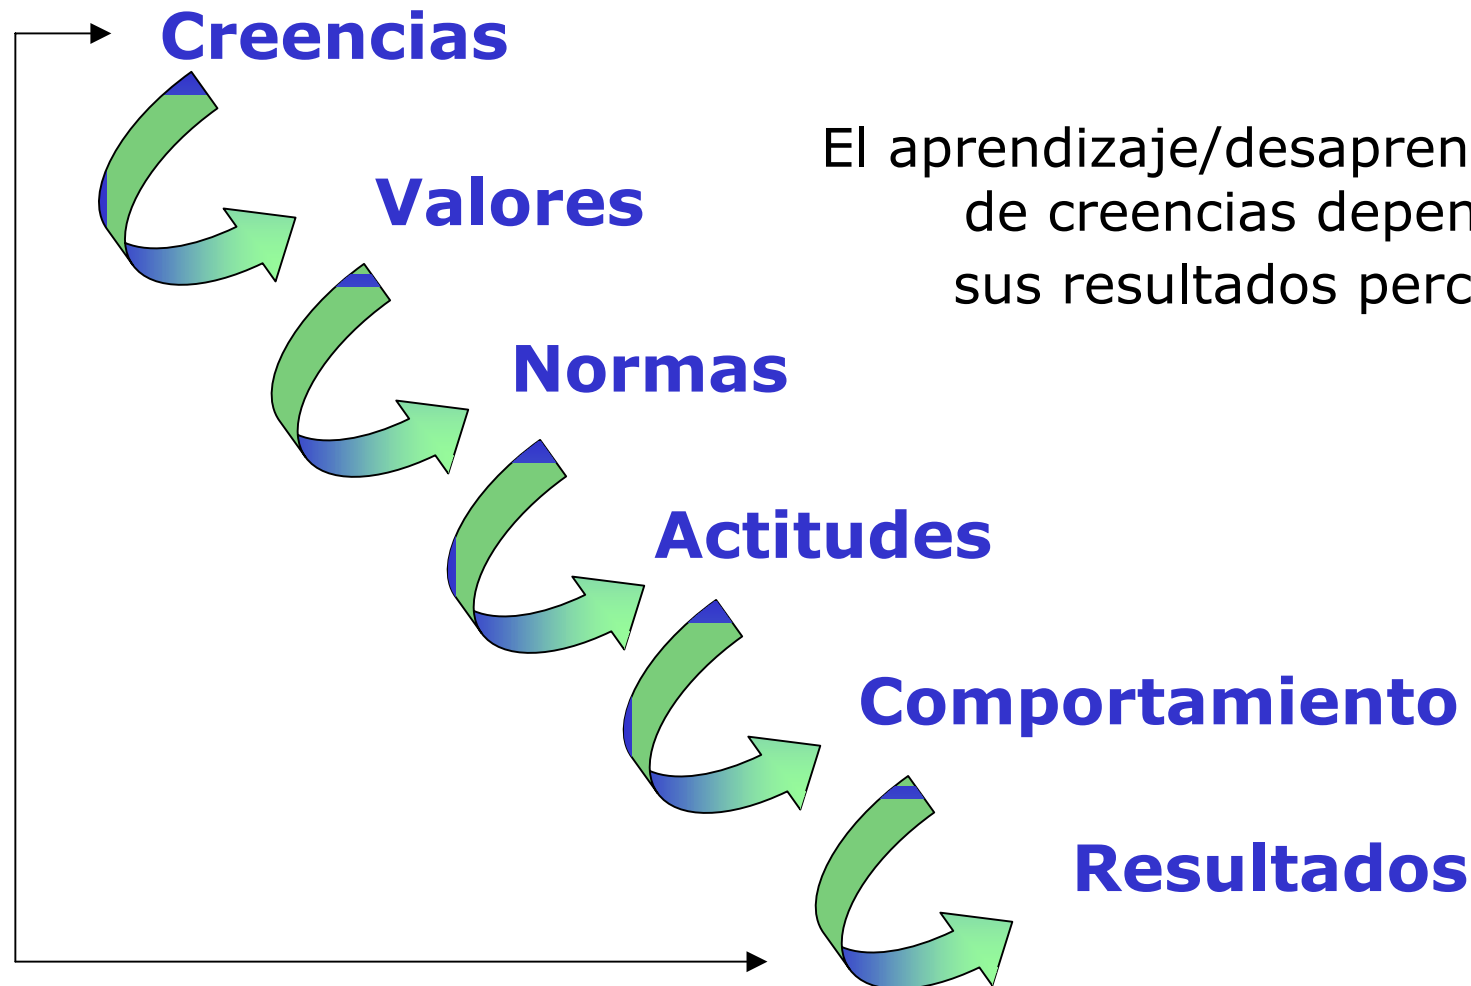 Creencias
El aprendizaje/desapren
de creencias depen
sus resultados perc
Valores
Normas
Actitudes
Comportamiento
Resultados